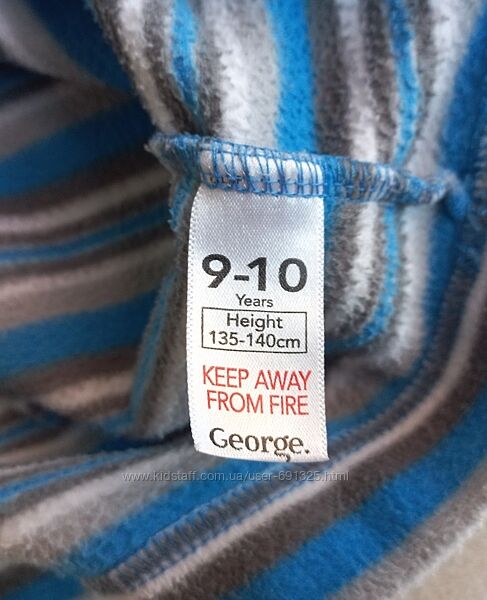 9-10
Years
Height
135-140cm
KEEP AWAY
FROM FIRE
George.
www.kidstaff.com.ua/user-691325.html